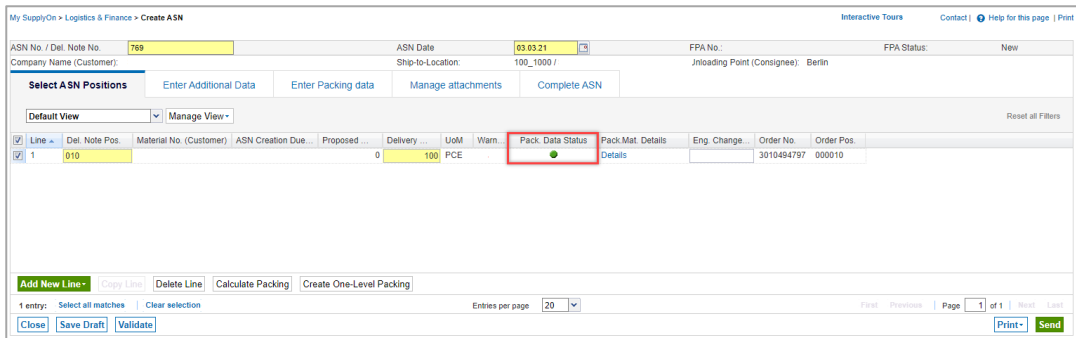 My SupplyOn > Logistics & Finance > Create ASN Interactive Tours Contact | Help for this page | Print
ASN No. / Del. Note No. 769 ASN Date 03.03.21 FPA No.: FPA Status: New
Company Name (Customer): Ship-to-Location: 100_1000 / Jnloading Point (Consignee): Berlin
Select ASN Positions Enter Additional Data Enter Packing data Manage attachments Complete ASN
Default View Manage View Reset all Filters
Line Del. Note Pos. Material No. (Customer) ASN Creation Due... Proposed ... Delivery ... UoM Warn... Pack. Data Status Pack.Mat. Details Eng. Change... Order No. Order Pos.
1 010 0 100 PCE Details 3010494797 000010
Add New Line Copy Line Delete Line Calculate Packing Create One-Level Packing
1 entry: Select all matches | Clear selection Entries per page 20 First Previous | Page 1 of 1 | Next Last
Close Save Draft Validate Print Send